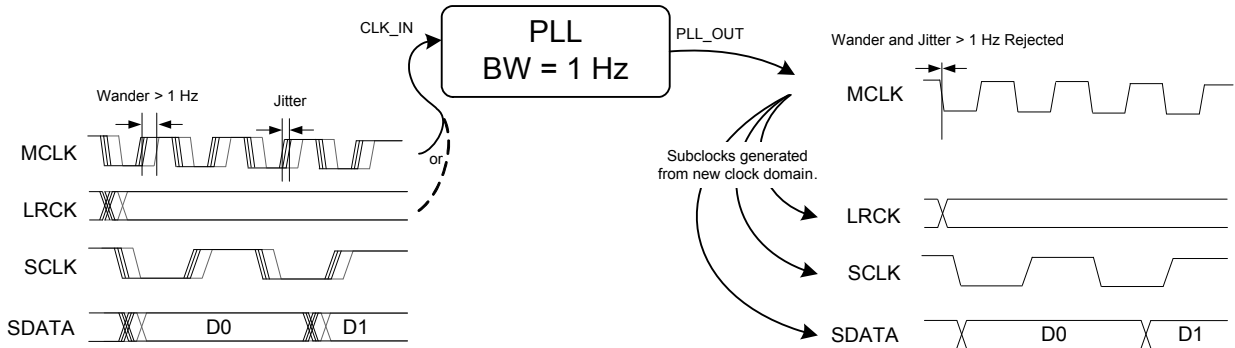 CLK_IN
PLL
BW = 1 Hz
PLL_OUT
Wander > 1 Hz
Jitter
MCLK
or
LRCK
SCLK
SDATA
D0
D1
Wander and Jitter > 1 Hz Rejected
MCLK
Subclocks generated
from new clock domain.
LRCK
SCLK
SDATA
D0
D1